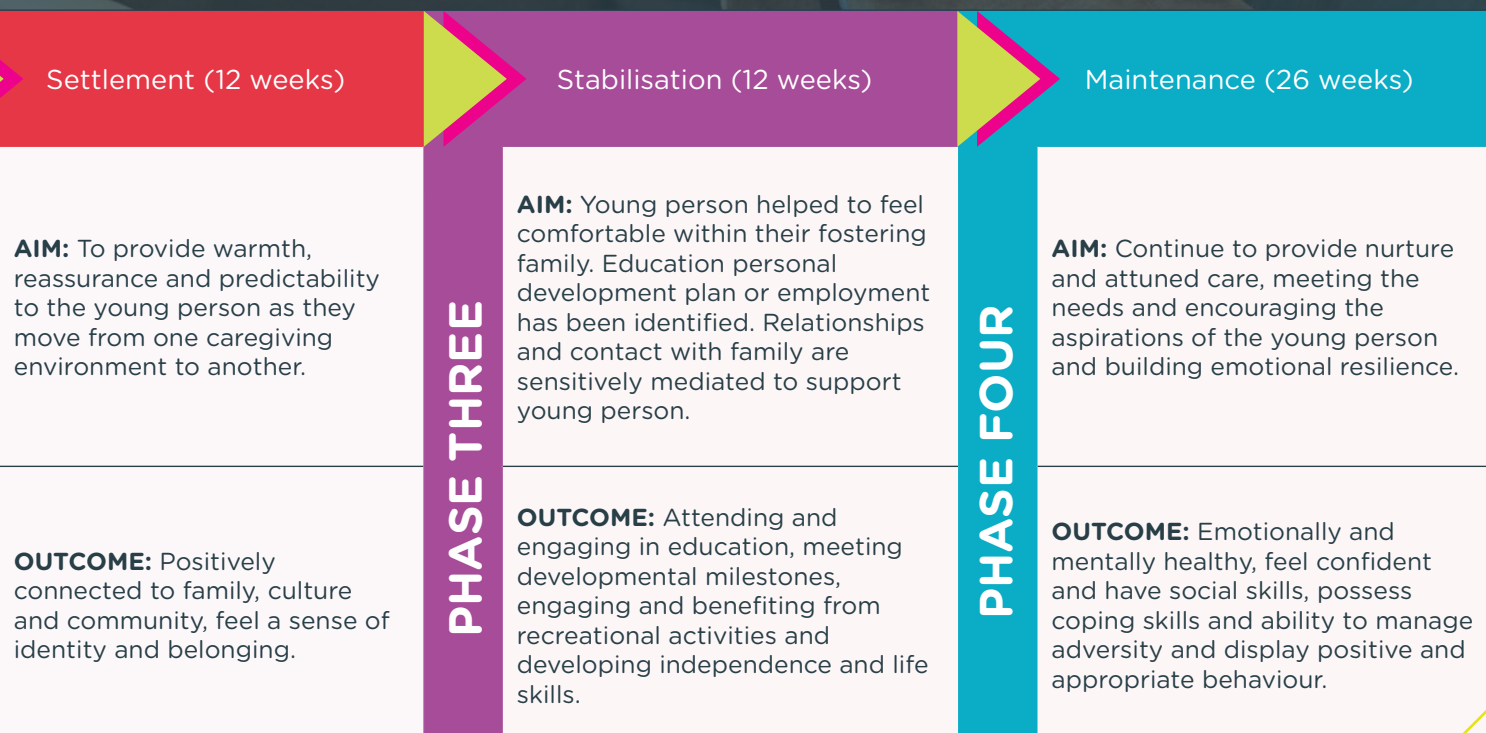 Settlement (12 weeks)
AIM: To provide warmth,
reassurance and predictability
to the young person as they
move from one caregiving
environment to another.
OUTCOME: Positively
connected to family, culture
and community, feel a sense of
identity and belonging.
PHASE THREE
Stabilisation (12 weeks)
AIM: Young person helped to feel
comfortable within their fostering
family. Education personal
development plan or employment
has been identified. Relationships
and contact with family are
sensitively mediated to support
young person.
OUTCOME: Attending and
engaging in education, meeting
developmental milestones,
engaging and benefiting from
recreational activities and
developing independence and life
skills.
PHASE FOUR
Maintenance (26 weeks)
AIM: Continue to provide nurture
and attuned care, meeting the
needs and encouraging the
aspirations of the young person
and building emotional resilience.
OUTCOME: Emotionally and
mentally healthy, feel confident
and have social skills, possess
coping skills and ability to manage
adversity and display positive and
appropriate behaviour.